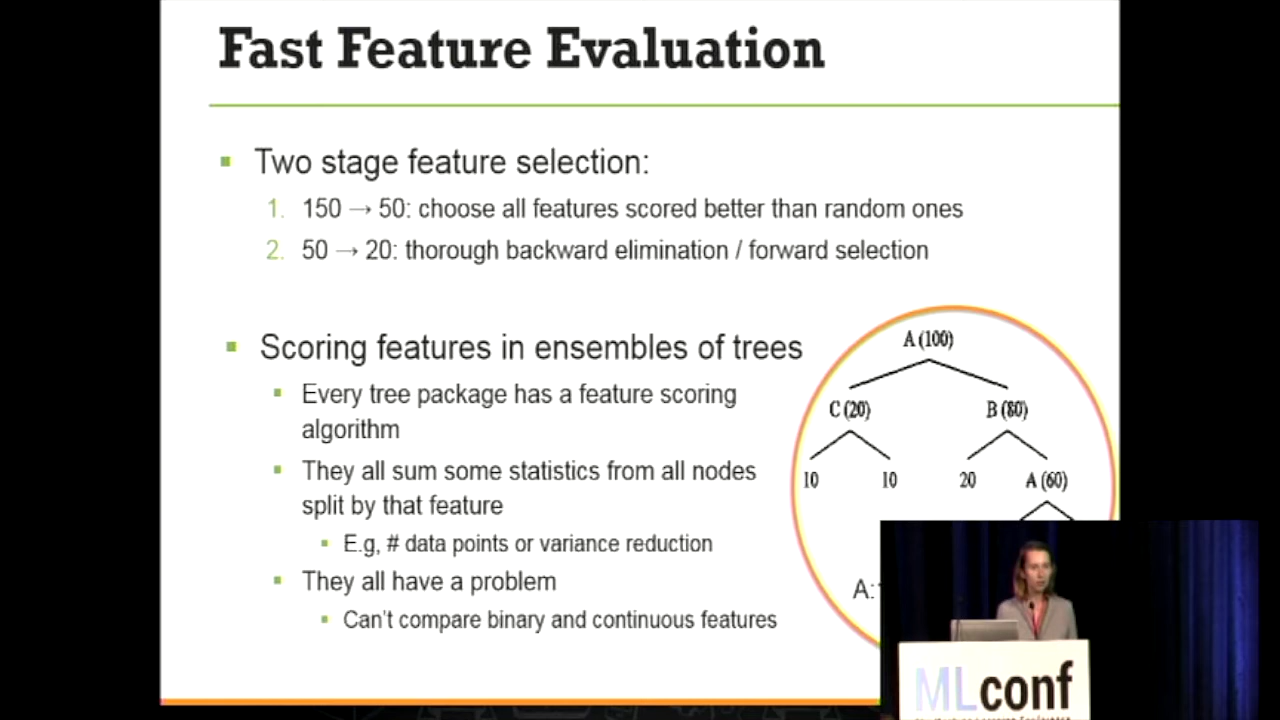 Fast Feature Evaluation
Two stage feature selection:
1. 150 → 50: choose all features scored better than random ones
2. 50 → 20: thorough backward elimination / forward selection
Scoring features in ensembles of trees
Every tree package has a feature scoring
algorithm
They all sum some statistics from all nodes
split by that feature
E.g, # data points or variance reduction
They all have a problem
Can't compare binary and continuous features
A (100)
C (20) B (80)
10 10 20 A (60)
A:
MLconf